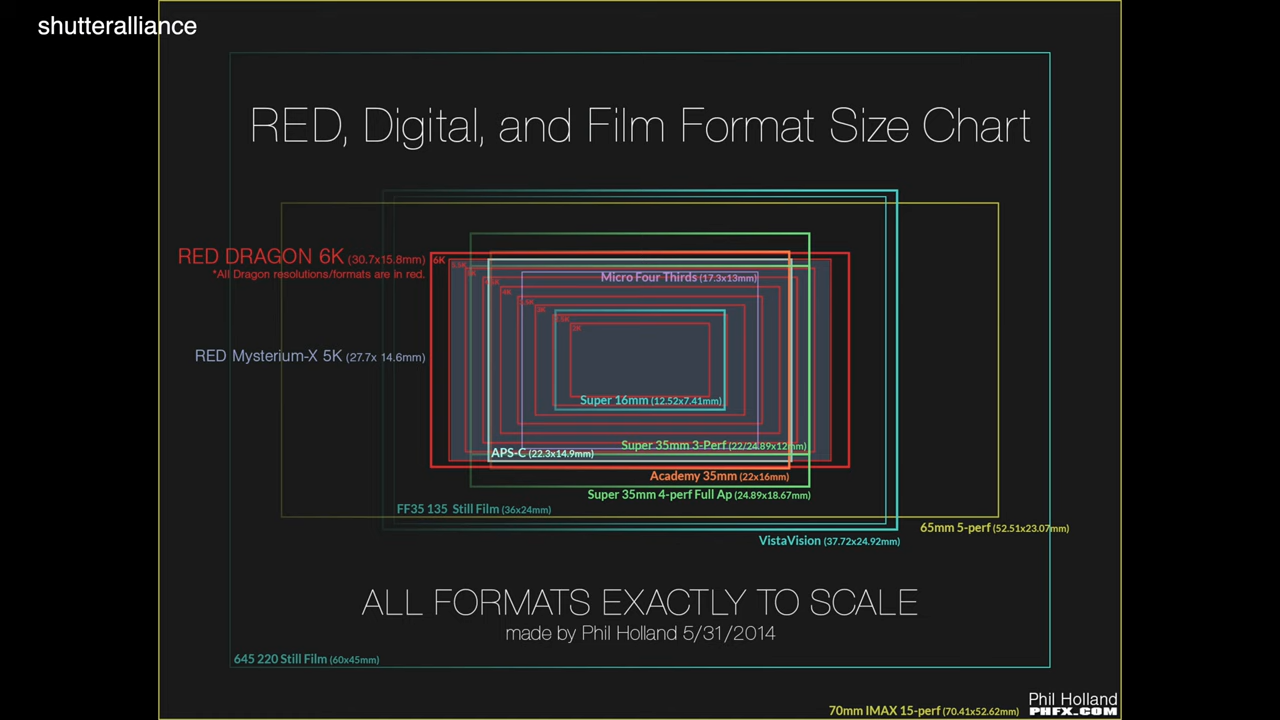 shutteralliance
RED, Digital, and Film Format Size Chart
RED DRAGON 6K (30.7x15.8mm)
*All Dragon resolutions/formats are in red.
6K
5K
4K
3K
2K
Micro Four Thirds (17.3x13mm)
RED Mysterium-X 5K (27.7x 14.6mm)
Super 16mm (12.52x7.41mm)
Super 35mm 3-Perf (22/24.89x12mm)
APS-C (22.3x14.9mm)
Academy 35mm (22x16mm)
Super 35mm 4-perf Full Ap (24.89x18.67mm)
FF35 135 Still Film (36x24mm)
65mm 5-perf (52.51x23.07mm)
VistaVision (37.72x24.92mm)
ALL FORMATS EXACTLY TO SCALE
made by Phil Holland 5/31/2014
645 220 Still Film (60x45mm)
Phil Holland
PHFX.COM
70mm IMAX 15-perf (70.41x52.62mm)